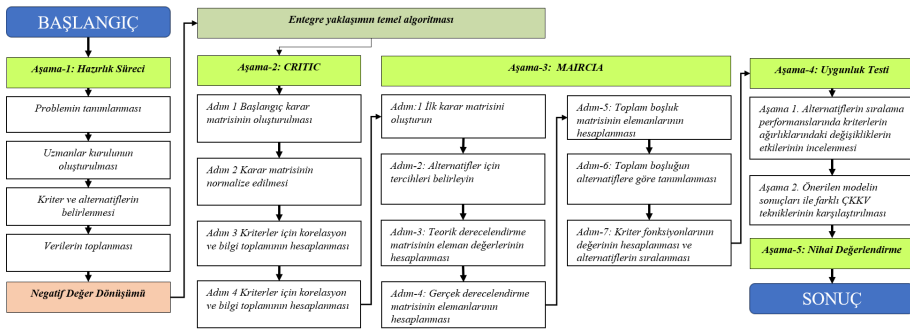 BAŞLANGIÇ
Aşama-1: Hazırlık Süreci
Problemin tanımlanması
Uzmanlar kurulunun
oluşturulması
Kriter ve alternatiflerin
belirlenmesi
Verilerin toplanması
Negatif Değer Dönüşümü
Entegre yaklaşımın temel algoritması
Aşama-2: CRITIC
Adım 1 Başlangıç karar
matrisinin oluşturulması
Adım 2 Karar matrisinin
normalize edilmesi
Adım 3 Kriterler için korelasyon
ve bilgi toplamının hesaplanması
Adım 4 Kriterler için korelasyon
ve bilgi toplamının hesaplanması
Aşama-3: MAIRCIA
Adım:1 İlk karar matrisini
oluşturun
Adım-2: Alternatifler için
tercihleri belirleyin
Adım-3: Teorik derecelendirme
matrisinin eleman değerlerinin
hesaplanması
Adım-4: Gerçek derecelendirme
matrisinin elemanlarının
hesaplanması
Adım-5: Toplam boşluk
matrisinin elemanlarının
hesaplanması
Adım-6: Toplam boşluğun
alternatiflere göre tanımlanması
Adım-7: Kriter fonksiyonlarının
değerinin hesaplanması ve
alternatiflerin sıralanması
Aşama-4: Uygunluk Testi
Aşama 1. Alternatiflerin sıralama
performanslarında kriterlerin
ağırlıklarındaki değişikliklerin
etkilerinin incelenmesi
Aşama 2. Önerilen modelin
sonuçları ile farklı ÇKKV
tekniklerinin karşılaştırılması
Aşama-5: Nihai Değerlendirme
SONUÇ